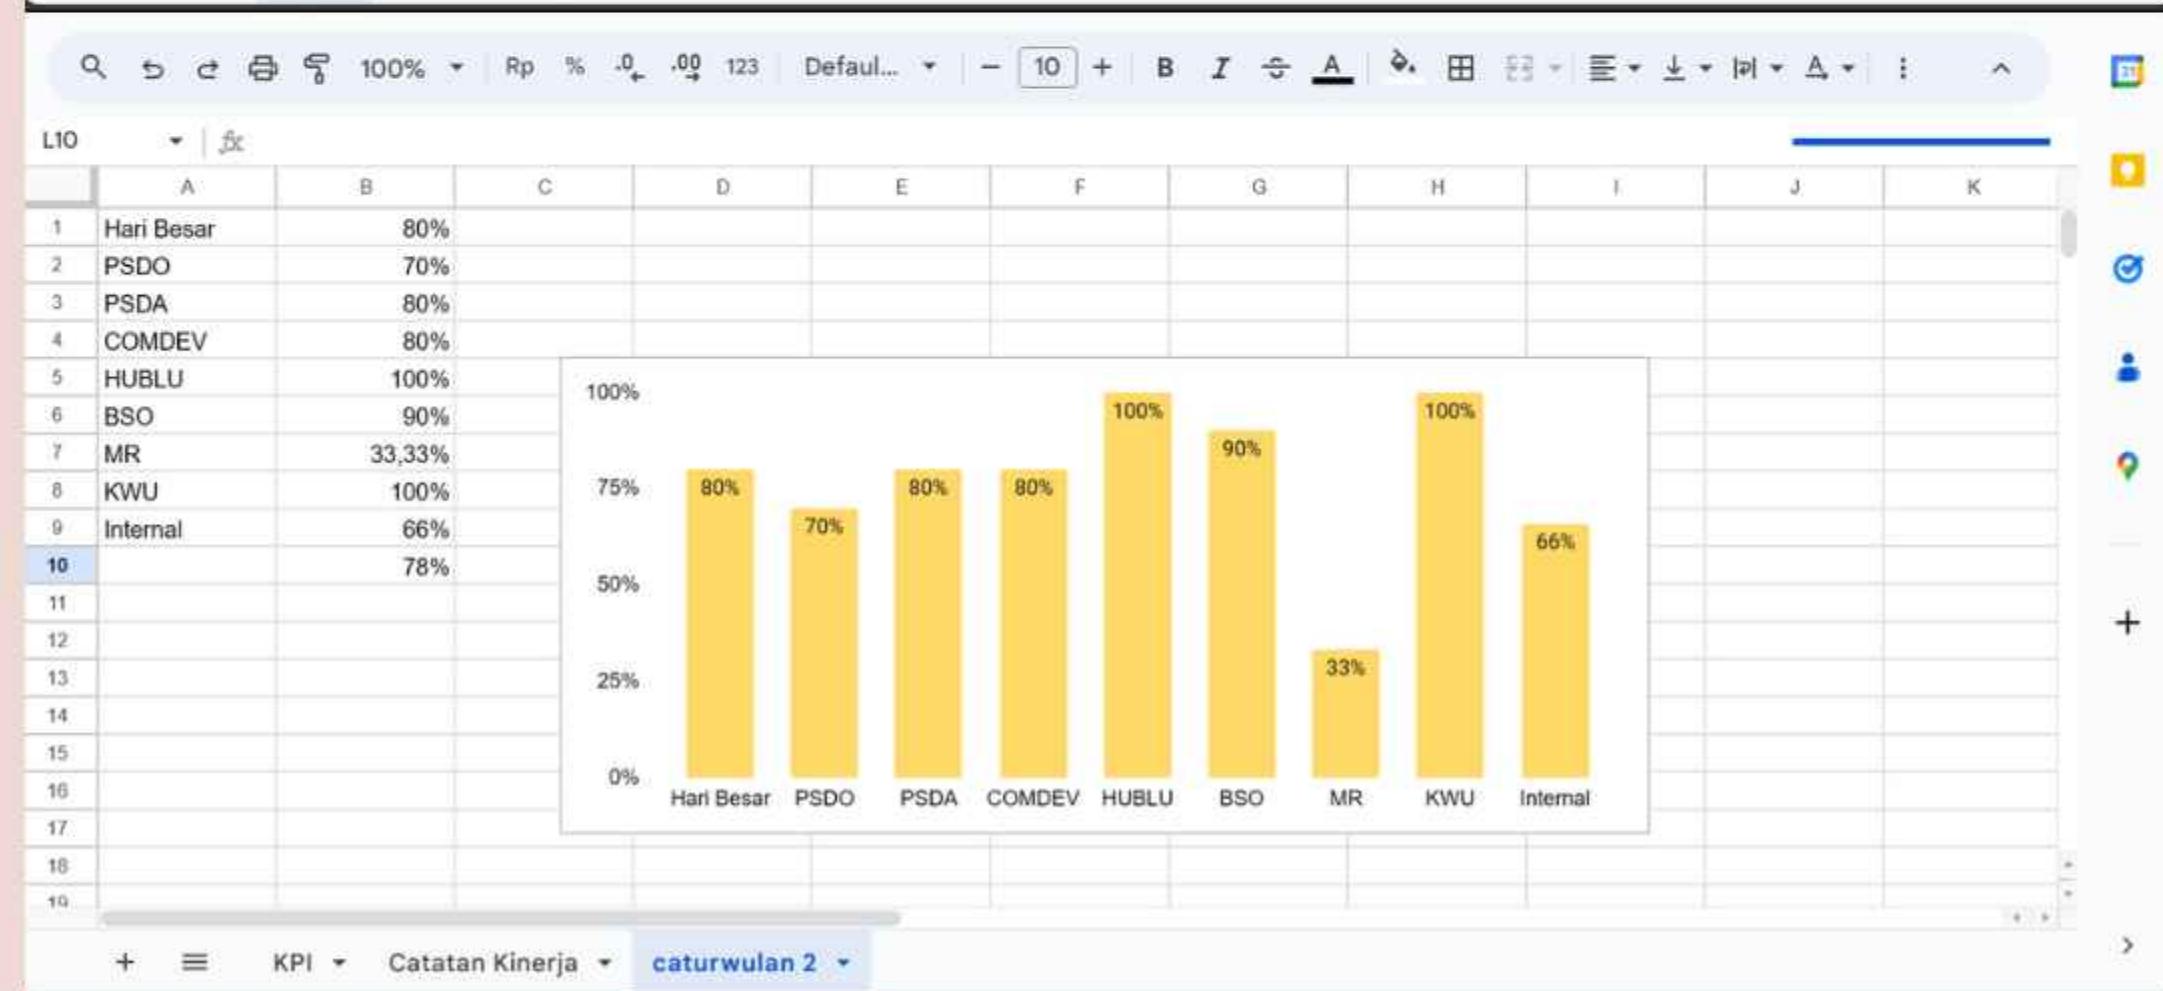 100% Rp % .0 .00 123 Defaul... 10 B I A A
L10 fx
A B C D E F G H I J K
1 Hari Besar 80%
2 PSDO 70%
3 PSDA 80%
4 COMDEV 80%
5 HUBLU 100%
6 BSO 90%
7 MR 33,33%
8 KWU 100%
9 Internal 66%
10 78%
11
12
13
14
15
16
17
18
19
100%
75%
50%
25%
0%
80% 70% 80% 80% 100% 90% 33% 100% 66%
Hari Besar PSDO PSDA COMDEV HUBLU BSO MR KWU Internal
KPI Catatan Kinerja caturwulan 2
31